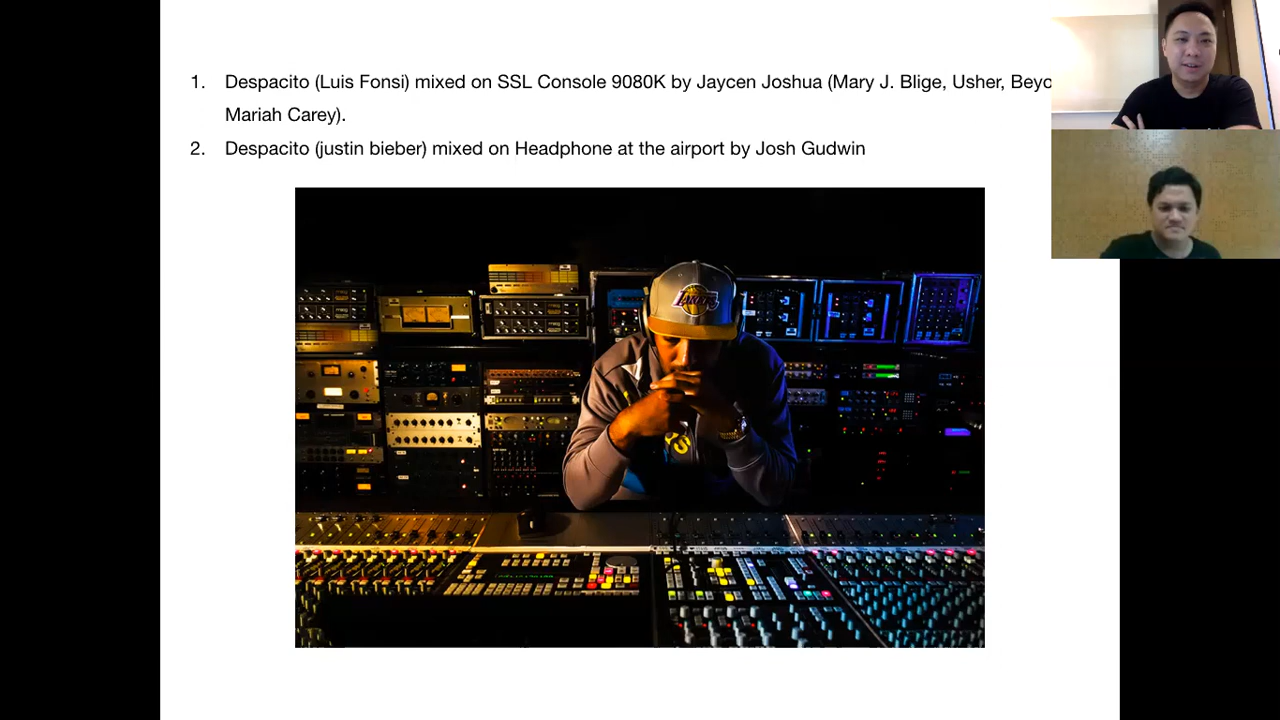 1. Despacito (Luis Fonsi) mixed on SSL Console 9080K by Jaycen Joshua (Mary J. Blige, Usher,
Mariah Carey).
2. Despacito (justin bieber) mixed on Headphone at the airport by Josh Gudwin
LAKERS